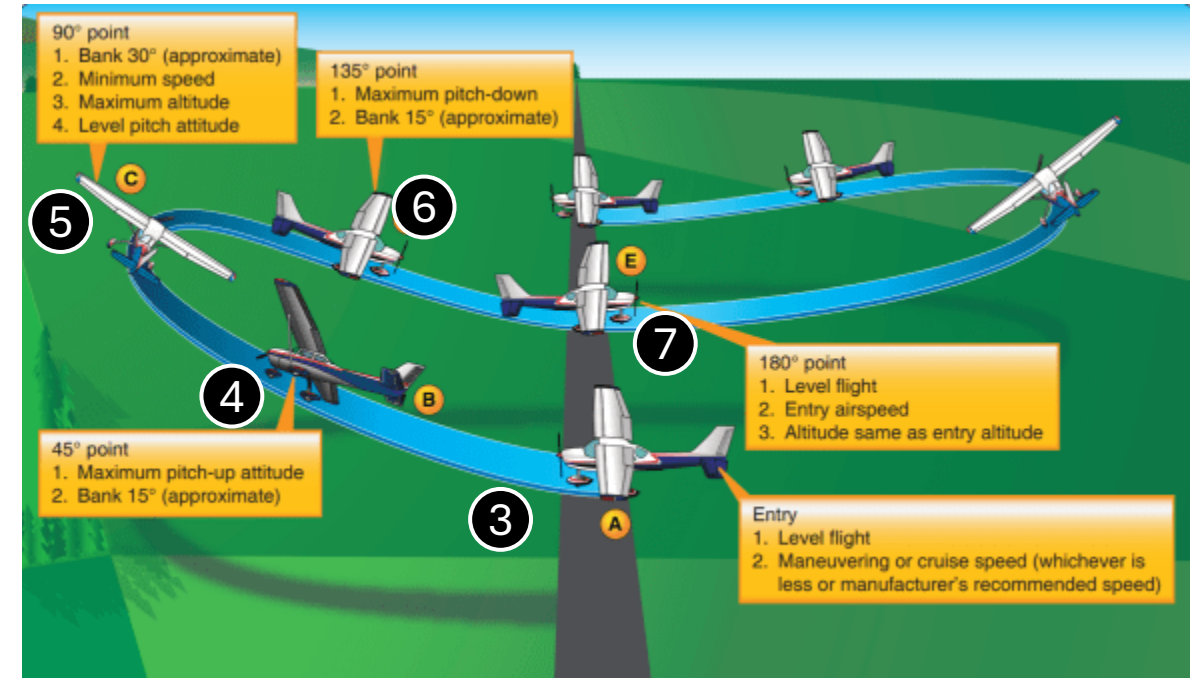 90° point
1. Bank 30° (approximate)
2. Minimum speed
3. Maximum altitude
4. Level pitch attitude
135° point
1. Maximum pitch-down
2. Bank 15° (approximate)
C
5
6
E
7
180° point
1. Level flight
2. Entry airspeed
3. Altitude same as entry altitude
4
B
45° point
1. Maximum pitch-up attitude
2. Bank 15° (approximate)
3
A
Entry
1. Level flight
2. Maneuvering or cruise speed (whichever is
less or manufacturer's recommended speed)